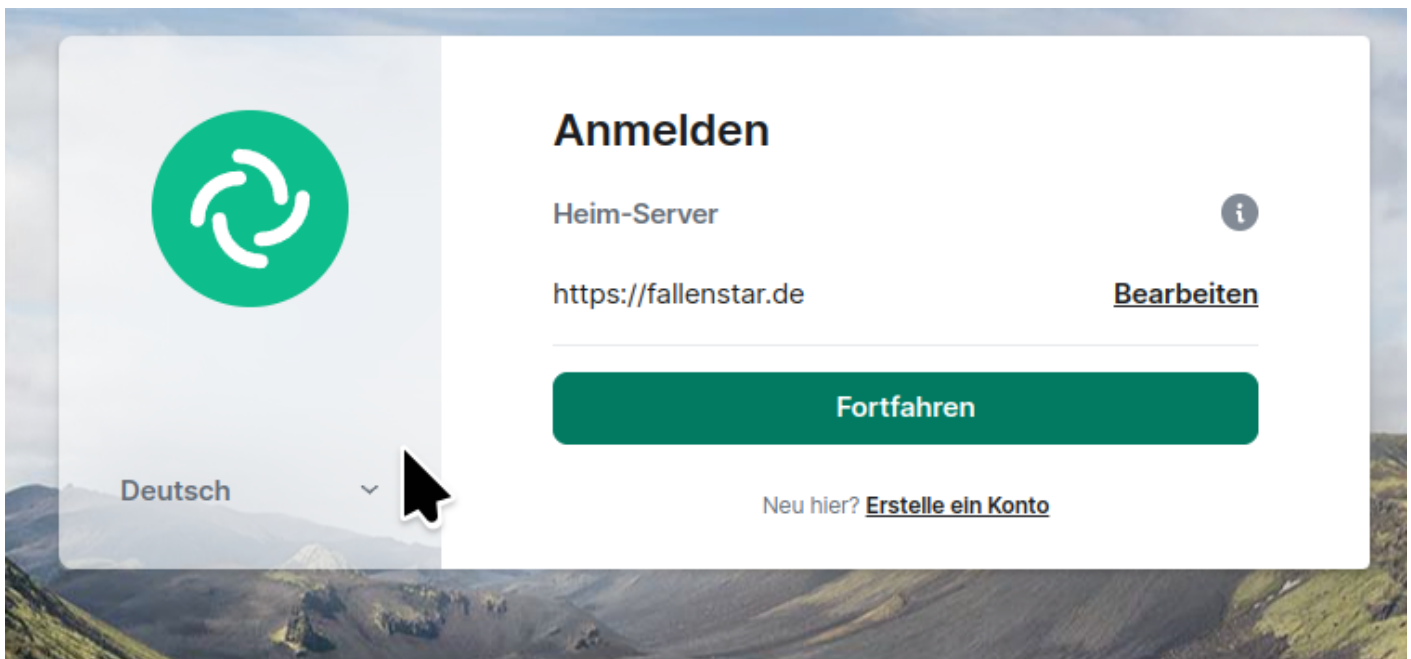 Anmelden
Heim-Server
https://fallenstar.de
Bearbeiten
Fortfahren
Deutsch
Neu hier? Erstelle ein Konto